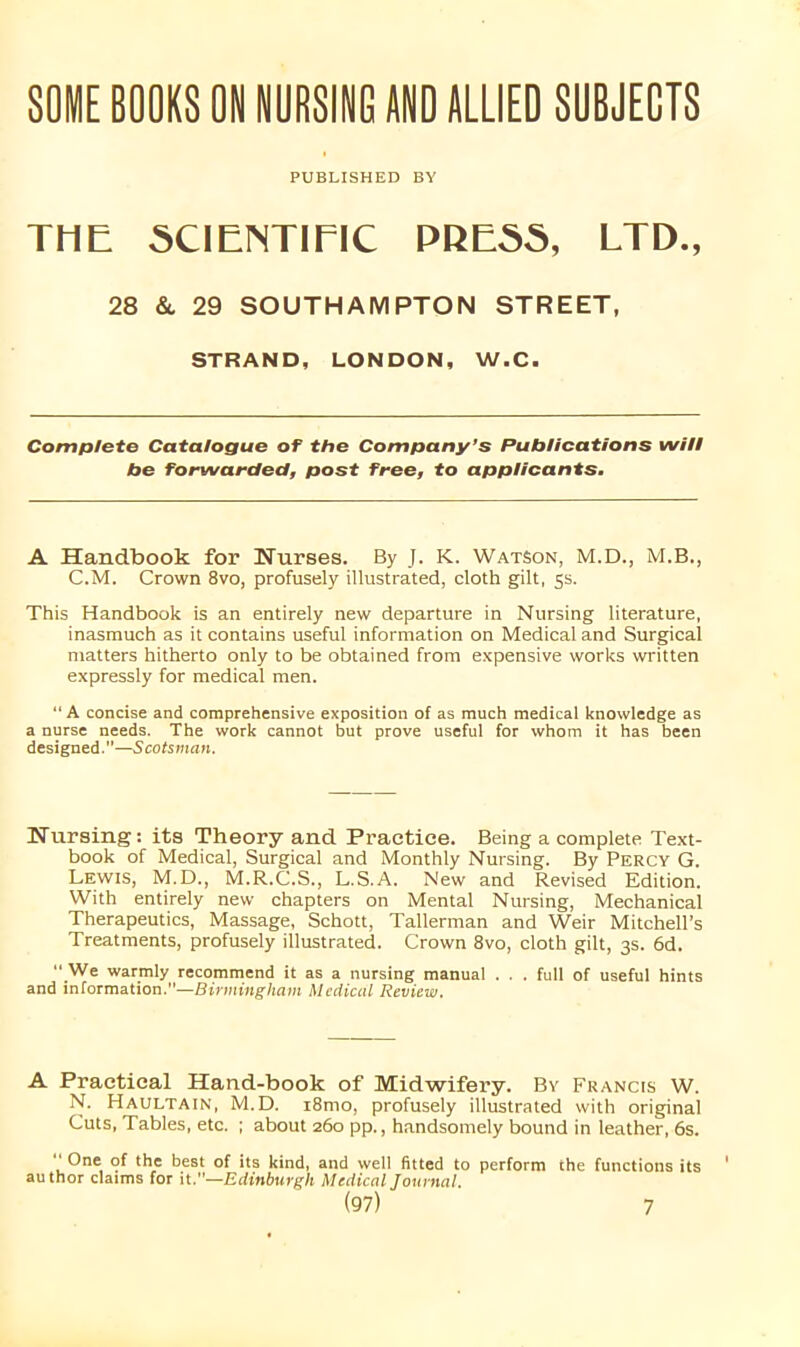 SOME BOOKS ON NURSING AND ALLIED SUBJECTS
PUBLISHED BY
THE SCIENTIFIC PRESS, LTD.,
28 & 29 SOUTHAMPTON STREET,
STRAND, LONDON, W.C.
Complete Catalogue of the Company's Publications will
be forwarded, post free, to applicants.
A Handbook for Nurses. By J. K. WATSON, M.D., M.B.,
C.M. Crown 8vo, profusely illustrated, cloth gilt, 5s.
This Handbook is an entirely new departure in Nursing literature,
inasmuch as it contains useful information on Medical and Surgical
matters hitherto only to be obtained from expensive works written
expressly for medical men.
"A concise and comprehensive exposition of as much medical knowledge as
a nurse needs. The work cannot but prove useful for whom it has been
designed."—Scotsman.
Nursing: its Theory and Practice. Being a complete Text-
book of Medical, Surgical and Monthly Nursing. By PERCY G.
LEWIS, M.D., M.R.C.S., L.S.A. New and Revised Edition.
With entirely new chapters on Mental Nursing, Mechanical
Therapeutics, Massage, Schott, Tallerman and Weir Mitchell's
Treatments, profusely illustrated. Crown 8vo, cloth gilt, 3s. 6d.
"We warmly recommend it as a nursing manual . . . full of useful hints
and information."—Birmingham Medical Review.
A Practical Hand-book of Midwifery. BY FRANCIS W.
N. HAULTAIN, M.D. 18mo, profusely illustrated with original
Cuts, Tables, etc. ; about 260 pp., handsomely bound in leather, 6s.
"One of the best of its kind, and well fitted to perform the functions its
author claims for it."—Edinburgh Medical Journal.
(97) 7